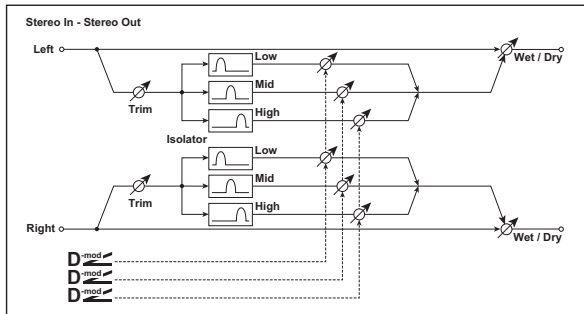 Stereo In - Stereo Out
Left
Low
Wet / Dry
Mid
Trim
High
Isolator
Low
Mid
Trim
High
Right
Wet / Dry
D-mod
D-mod
D-mod